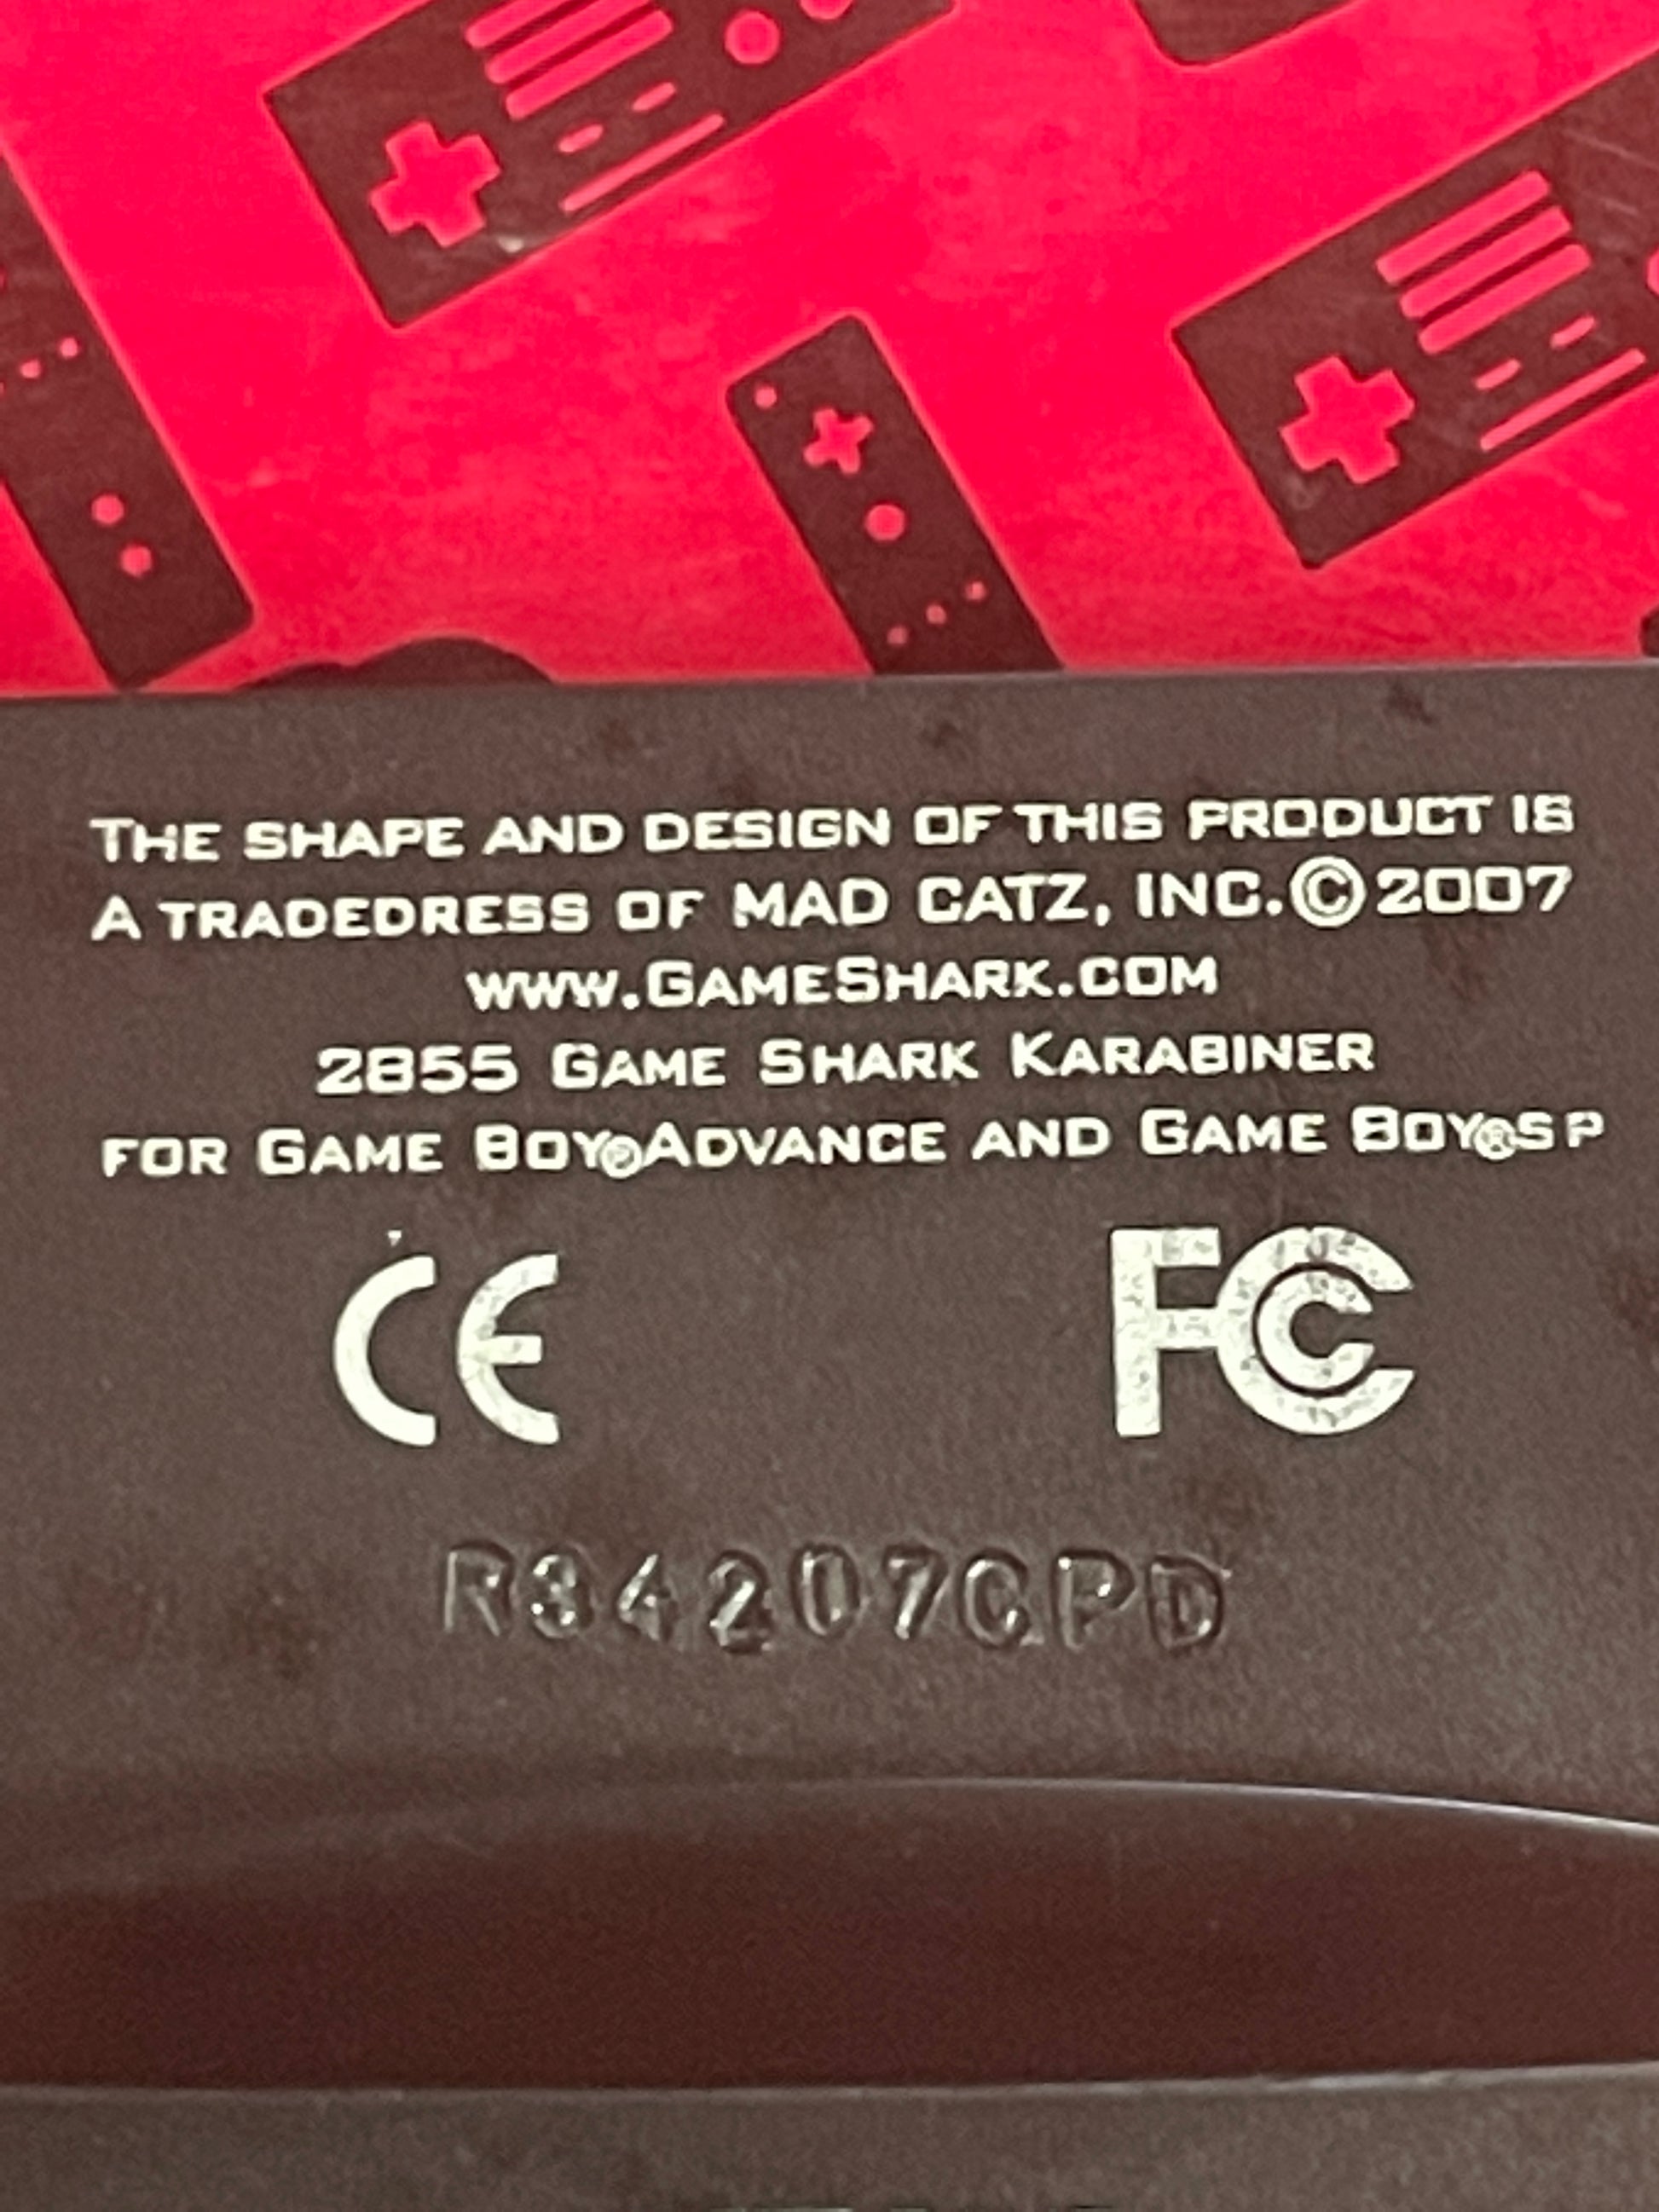 THE SHAPE AND DESIGN OF THIS PRODUCT IS
A TRADEDRESS OF MAD CATZ, INC.©2007
WWW.GAMESHARK.COM
2855 GAME SHARK KARABINER
FOR GAME BOY®ADVANCE AND GAME BOY®SP
CE FC
R34207CPD